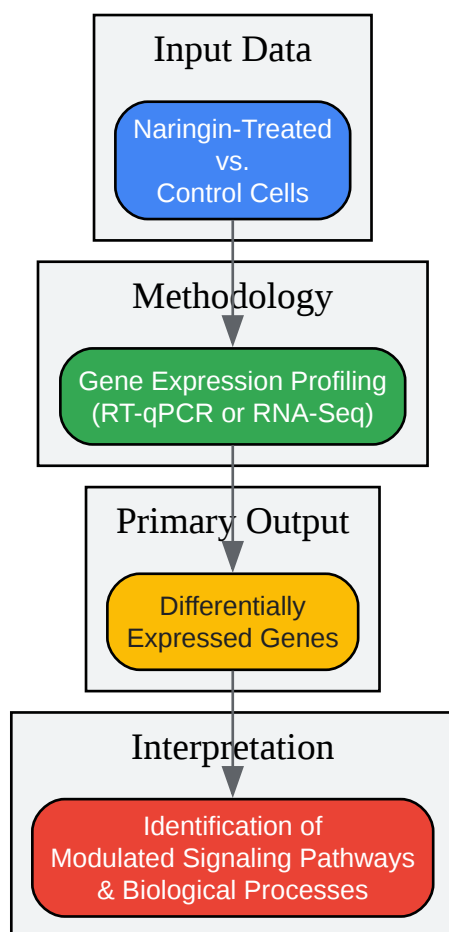 Input Data
Naringin-Treated
vs.
Control Cells
Methodology
Gene Expression Profiling
(RT-qPCR or RNA-Seq)
Primary Output
Differentially
Expressed Genes
Interpretation
Identification of
Modulated Signaling Pathways
& Biological Processes